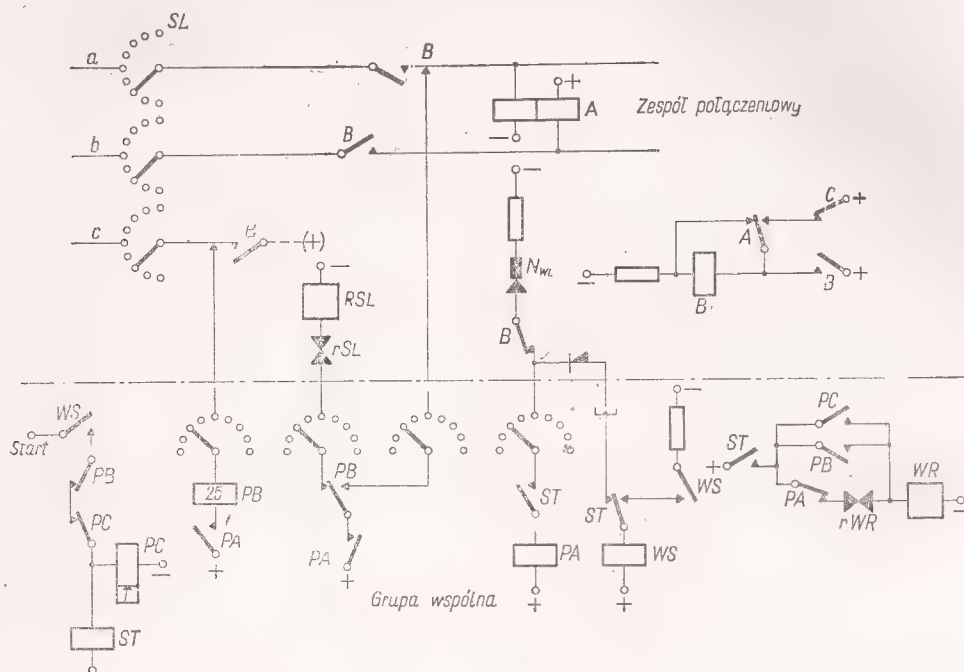 SL
a
B
+
A
Zespół połączeniowy
−
b
B
−
c
B
(+)
−
RSL
rSL
N_WL
B
−
B
A
C +
B +
WS
Start
PB
PC
PC
−
ST
25 PB
PA
+
PB
PA
+
Grupa wspólna
ST
PA
+
ST
WS
+
−
WS
+
ST
PC
PB
PA
rWR
WR
−